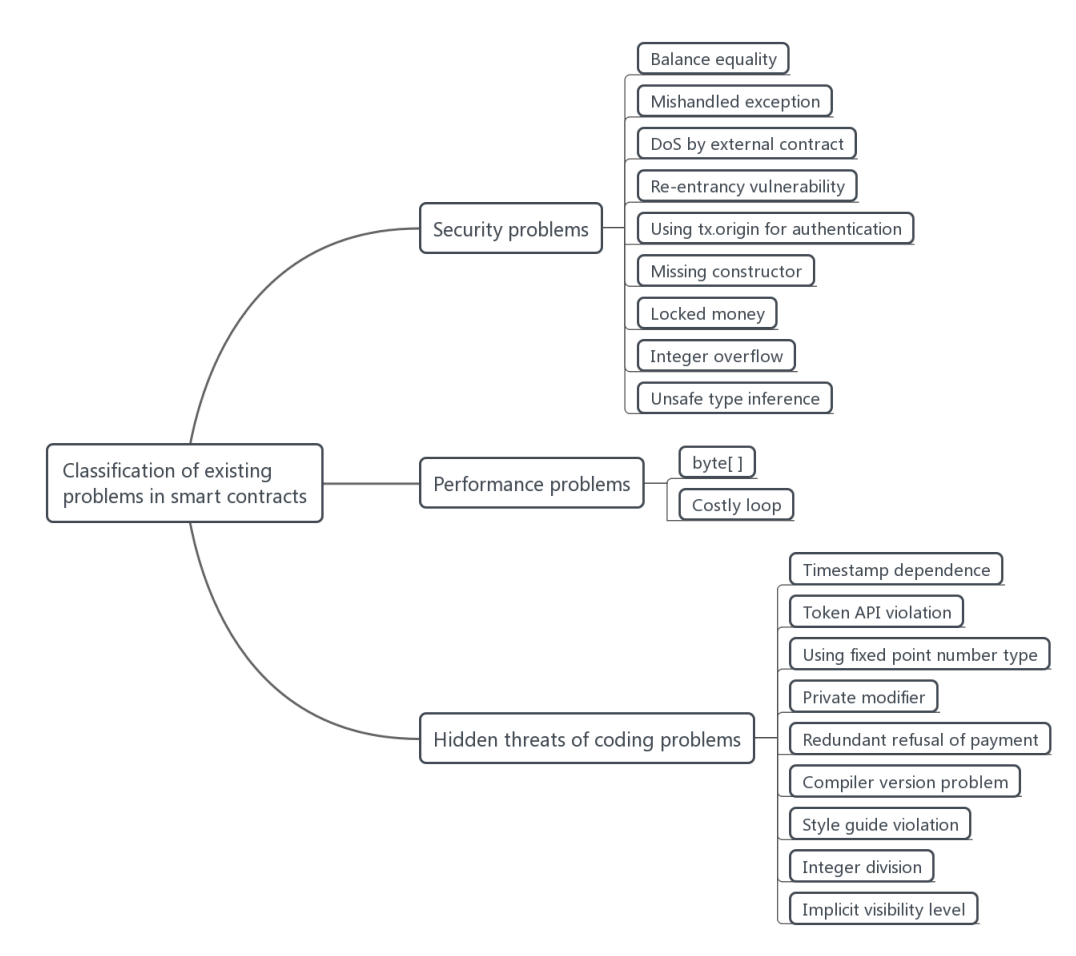 Balance equality
Mishandled exception
DoS by external contract
Re-entrancy vulnerability
Security problems
Using tx.origin for authentication
Missing constructor
Locked money
Integer overflow
Unsafe type inference
Classification of existing
problems in smart contracts
Performance problems
byte[ ]
Costly loop
Timestamp dependence
Token API violation
Using fixed point number type
Private modifier
Hidden threats of coding problems
Redundant refusal of payment
Compiler version problem
Style guide violation
Integer division
Implicit visibility level